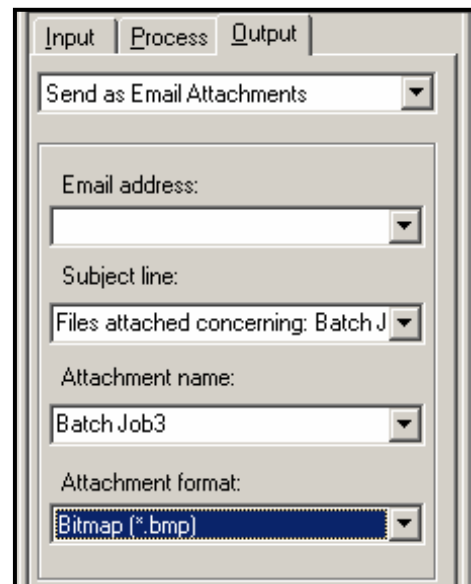 Input Process Output
Send as Email Attachments
Email address:
Subject line:
Files attached concerning: Batch J
Attachment name:
Batch Job3
Attachment format:
Bitmap (*.bmp)